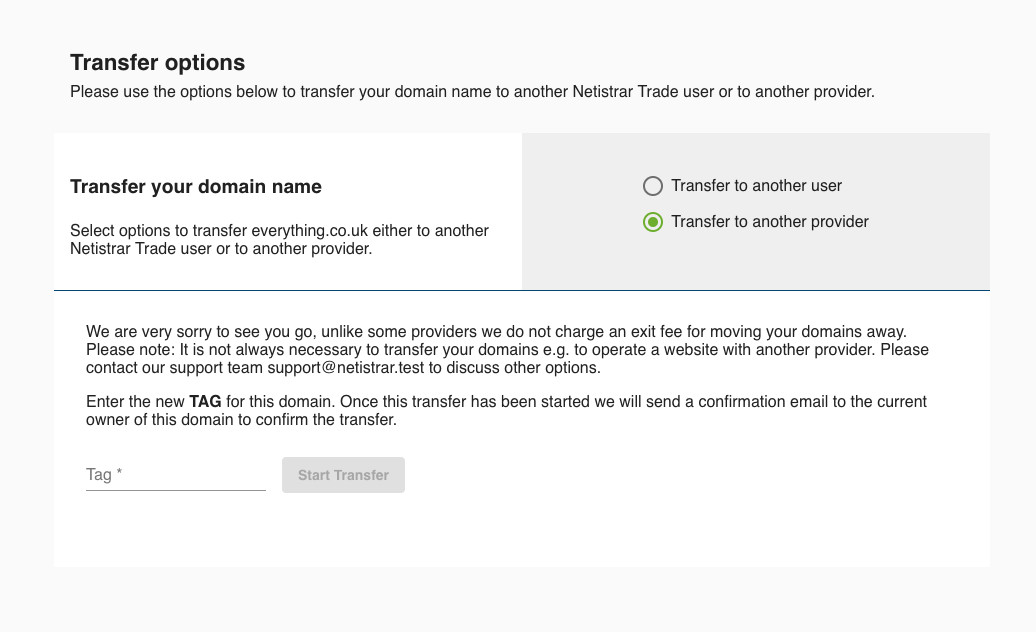 Transfer options
Please use the options below to transfer your domain name to another Netistrar Trade user or to another provider.
Transfer your domain name
Select options to transfer everything.co.uk either to another
Netistrar Trade user or to another provider.
Transfer to another user
Transfer to another provider
We are very sorry to see you go, unlike some providers we do not charge an exit fee for moving your domains away.
Please note: It is not always necessary to transfer your domains e.g. to operate a website with another provider. Please
contact our support team support@netistrar.test to discuss other options.
Enter the new TAG for this domain. Once this transfer has been started we will send a confirmation email to the current
owner of this domain to confirm the transfer.
Tag *
Start Transfer